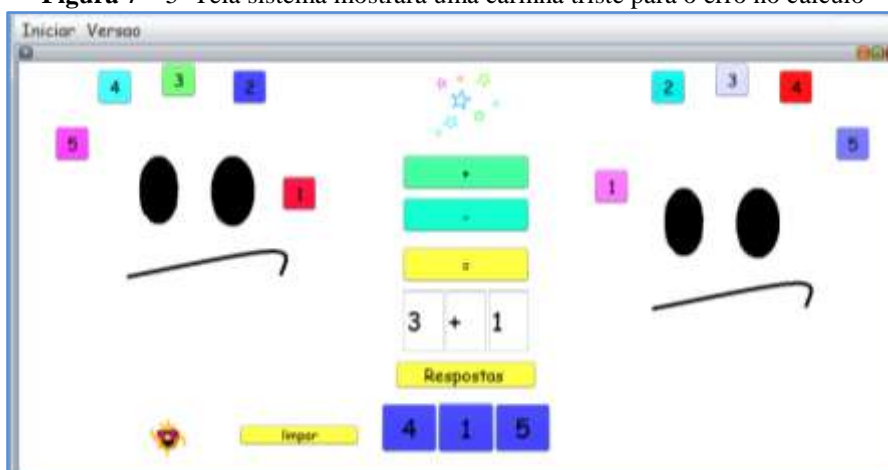 Figura 7 – 3ª Tela sistema mostrará uma carinha triste para o erro no cálculo
Iniciar Versao
4 3 2
5
1
2 3 4
5
1
+
-
=
3 + 1
Respostas
limpar
4 1 5